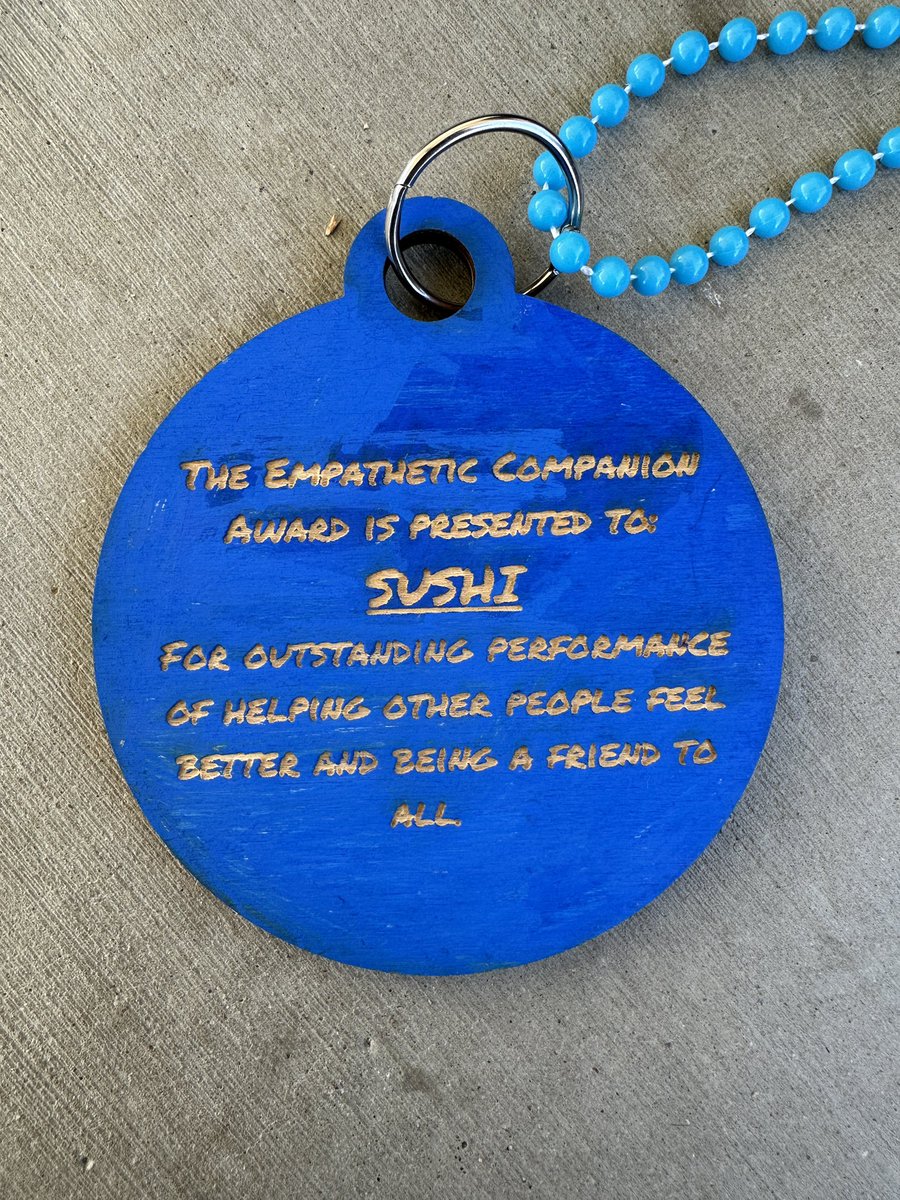 The Empathetic Companion
Award is presented to:
SUSHI
For outstanding performance
of helping other people feel
better and being a friend to
all.